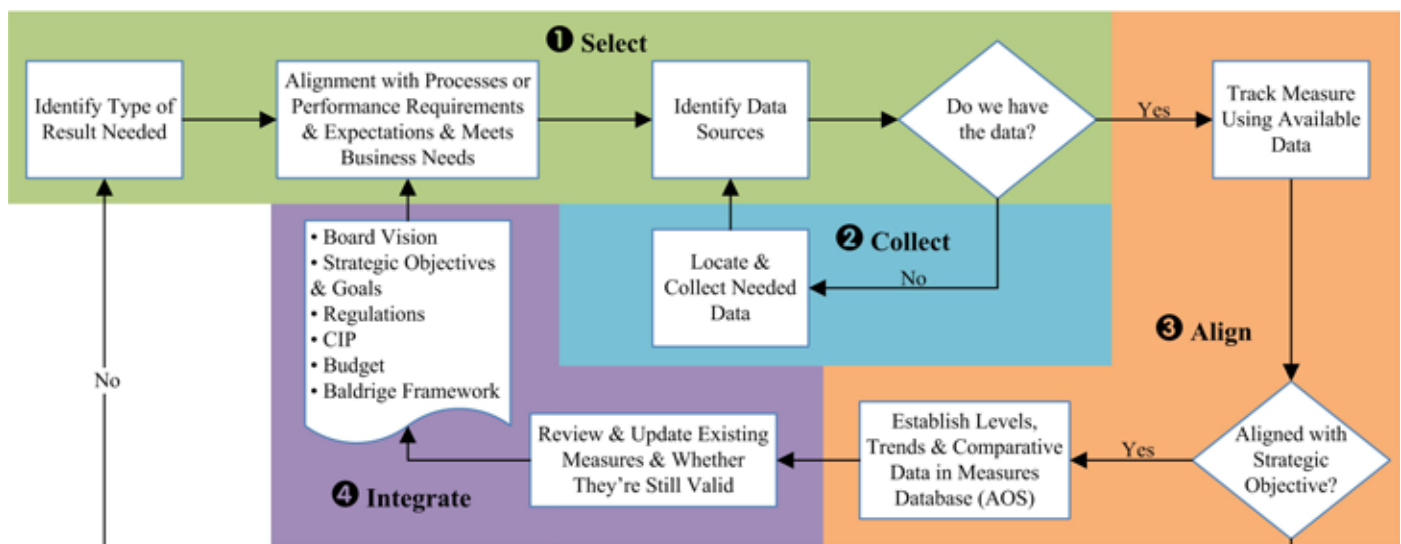 ❶ Select
Identify Type of
Result Needed
Alignment with Processes or
Performance Requirements
& Expectations & Meets
Business Needs
Identify Data
Sources
Do we have
the data?
Yes
Track Measure
Using Available
Data
• Board Vision
• Strategic Objectives
& Goals
• Regulations
• CIP
• Budget
• Baldrige Framework
❷ Collect
Locate &
Collect Needed
Data
No
❸ Align
No
Aligned with
Strategic
Objective?
Yes
Establish Levels,
Trends & Comparative
Data in Measures
Database (AOS)
Review & Update Existing
Measures & Whether
They're Still Valid
❹ Integrate